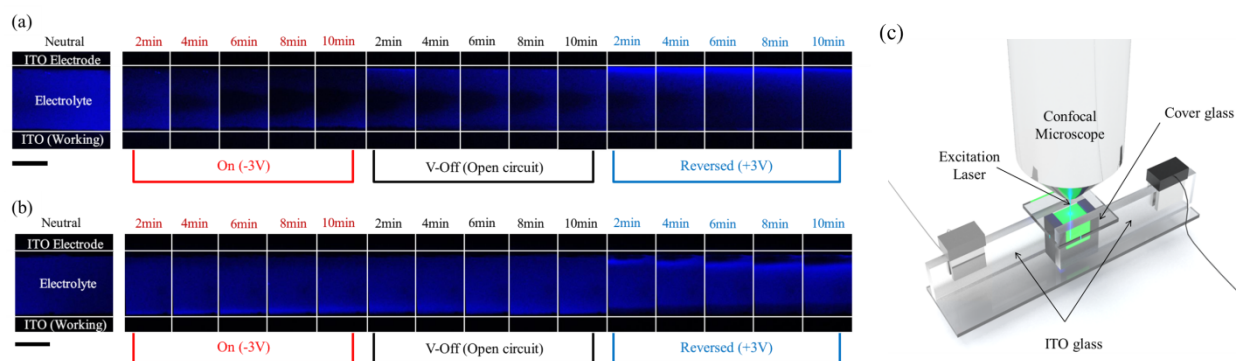 (a)
Neutral
2min 4min 6min 8min 10min 2min 4min 6min 8min 10min 2min 4min 6min 8min 10min
ITO Electrode
Electrolyte
ITO (Working)
On (-3V) V-Off (Open circuit) Reversed (+3V)
(b)
Neutral
2min 4min 6min 8min 10min 2min 4min 6min 8min 10min 2min 4min 6min 8min 10min
ITO Electrode
Electrolyte
ITO (Working)
On (-3V) V-Off (Open circuit) Reversed (+3V)
(c)
Confocal
Microscope
Cover glass
Excitation
Laser
ITO glass